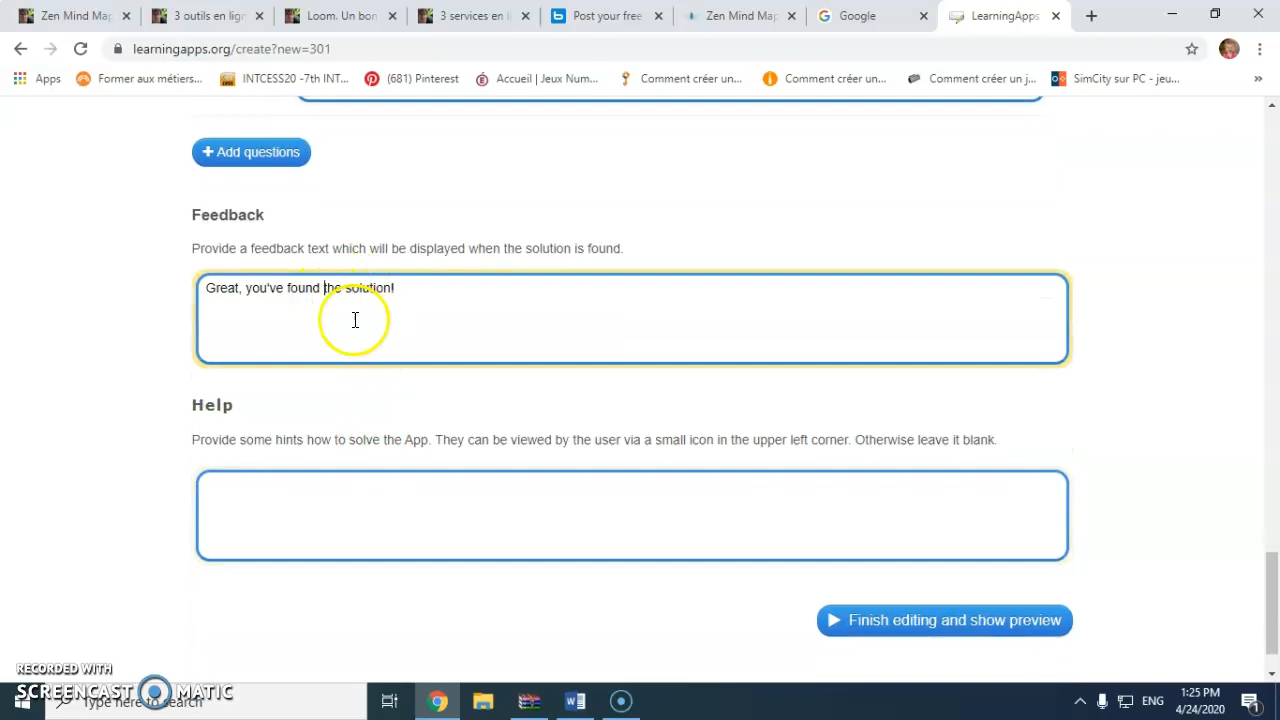 Zen Mind Map
3 outils en lign
Loom. Un bon
3 services en li
Post your free
Zen Mind Map
Google
LearningApps
learningapps.org/create?new=301
Apps
Former aux métiers...
INTCESS20 -7th INT...
(681) Pinterest
Accueil | Jeux Num...
Comment créer un...
Comment créer un...
Comment créer un j...
SimCity sur PC - jeu...
»
+ Add questions
Feedback
Provide a feedback text which will be displayed when the solution is found.
Great, you've found the solution!
Help
Provide some hints how to solve the App. They can be viewed by the user via a small icon in the upper left corner. Otherwise leave it blank.
Finish editing and show preview
RECORDED WITH
SCREENCAST MATIC
Type here to search
ENG
1:25 PM
4/24/2020
1